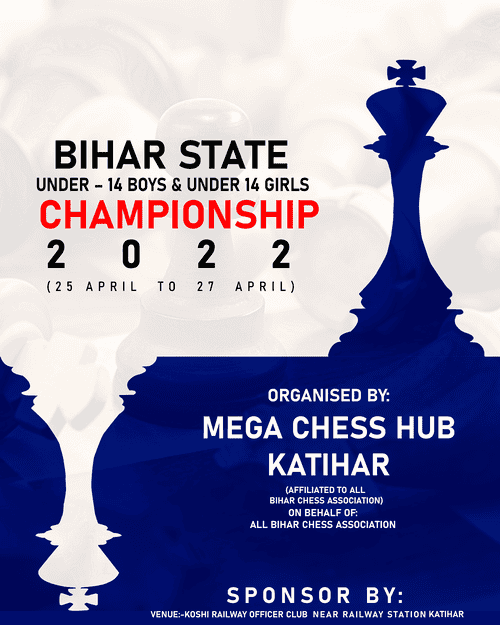 BIHAR STATE
UNDER – 14 BOYS & UNDER 14 GIRLS
CHAMPIONSHIP
2 0 2 2
(25 APRIL TO 27 APRIL)
ORGANISED BY:
MEGA CHESS HUB
KATIHAR
(AFFILIATED TO ALL
BIHAR CHESS ASSOCIATION)
ON BEHALF OF:
ALL BIHAR CHESS ASSOCIATION
SPONSOR BY:
VENUE:-KOSHI RAILWAY OFFICER CLUB NEAR RAILWAY STATION KATIHAR